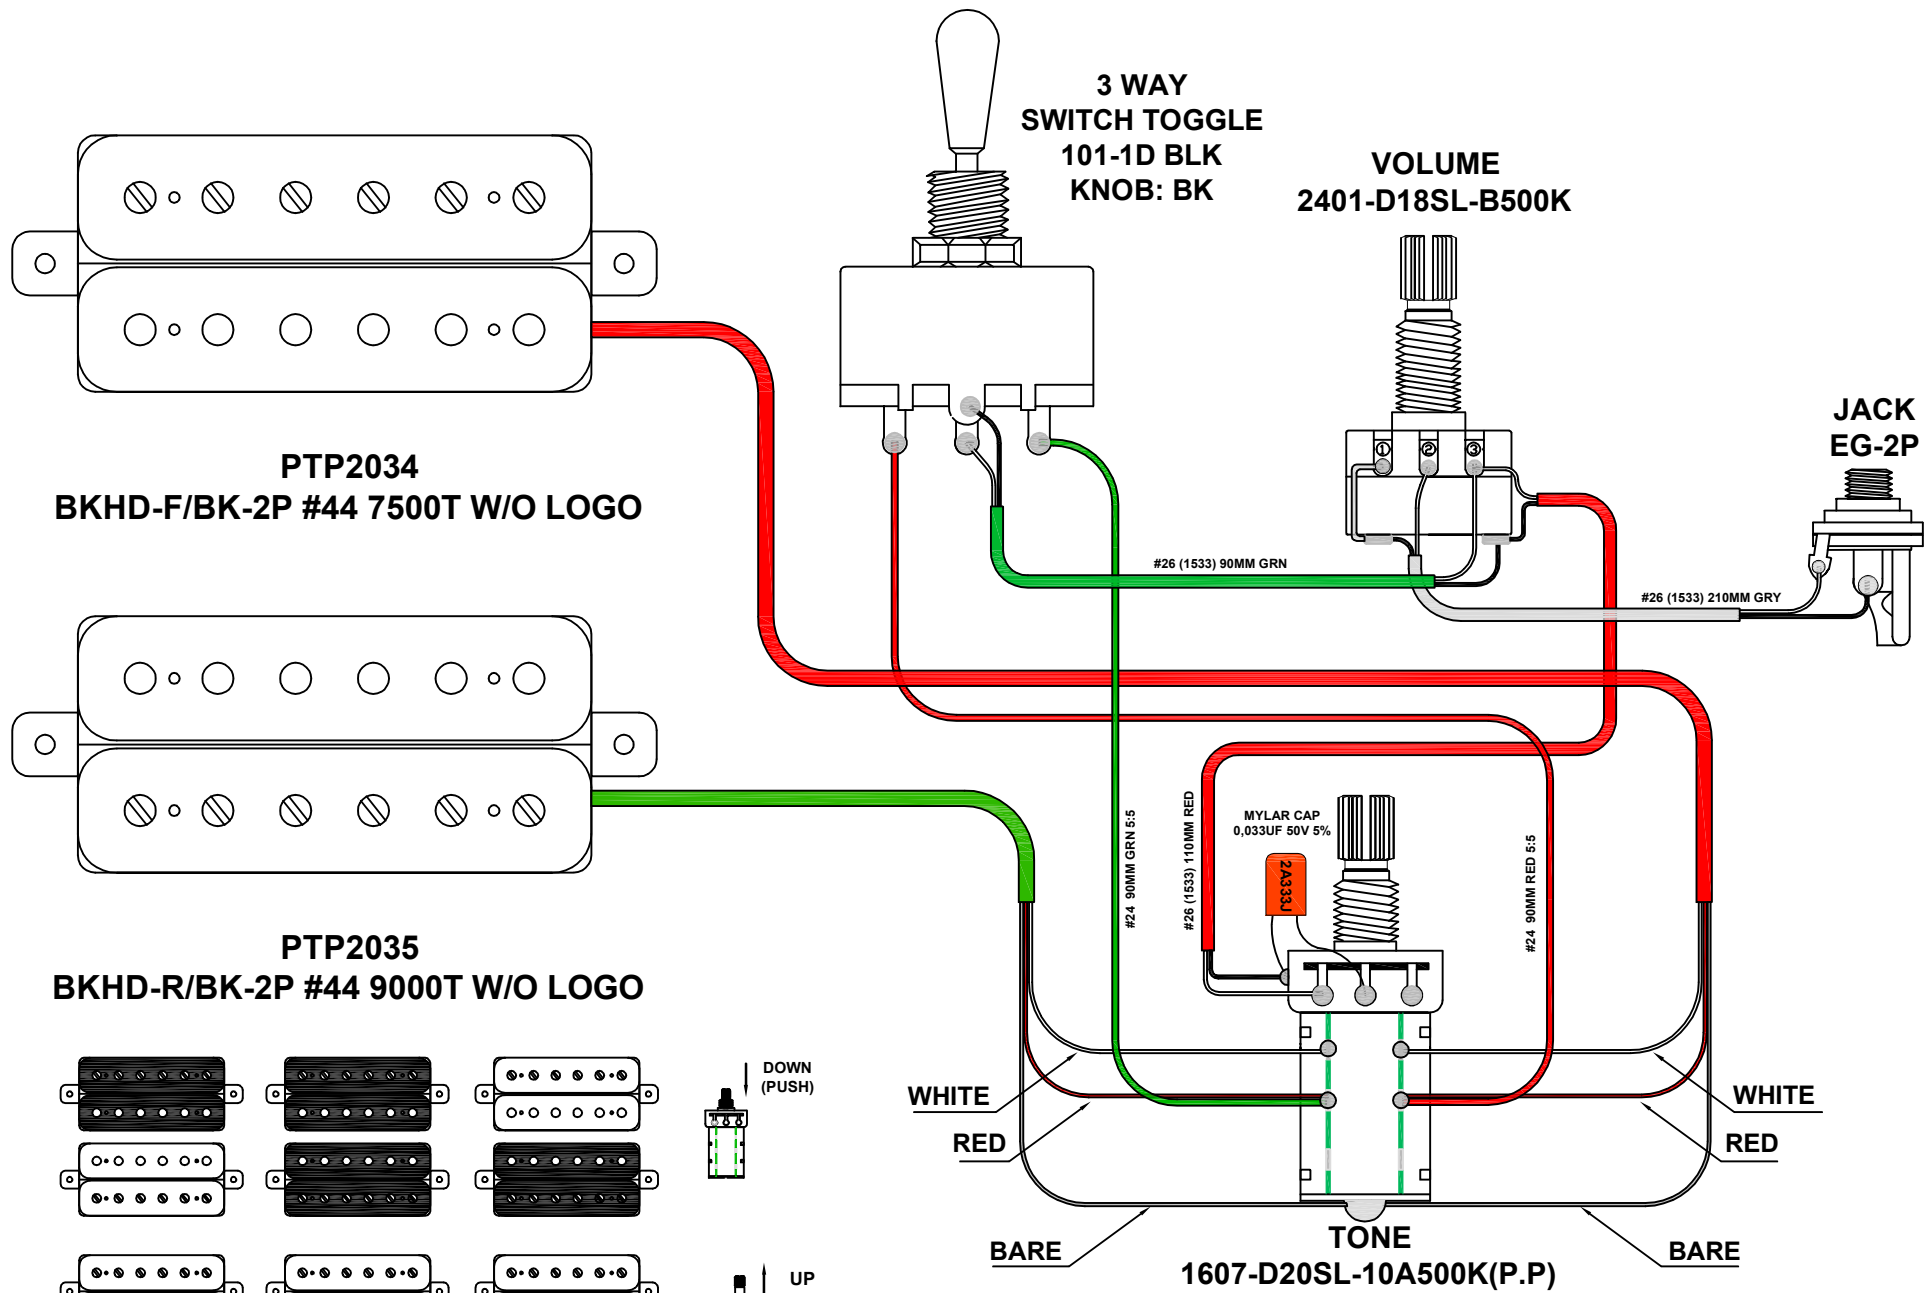 3 WAY
SWITCH TOGGLE
101-1D BLK
KNOB: BK
VOLUME
2401-D18SL-B500K
JACK
EG-2P
1 2 3
PTP2034
BKHD-F/BK-2P #44 7500T W/O LOGO
#26 (1533) 90MM GRN
#26 (1533) 210MM GRY
PTP2035
BKHD-R/BK-2P #44 9000T W/O LOGO
#24 90MM GRN 5:5
#26 (1533) 110MM RED
MYLAR CAP
0,033UF 50V 5%
2A333J
#24 90MM RED 5:5
DOWN
(PUSH)
WHITE
WHITE
RED
RED
BARE
BARE
TONE
1607-D20SL-10A500K(P.P)
UP